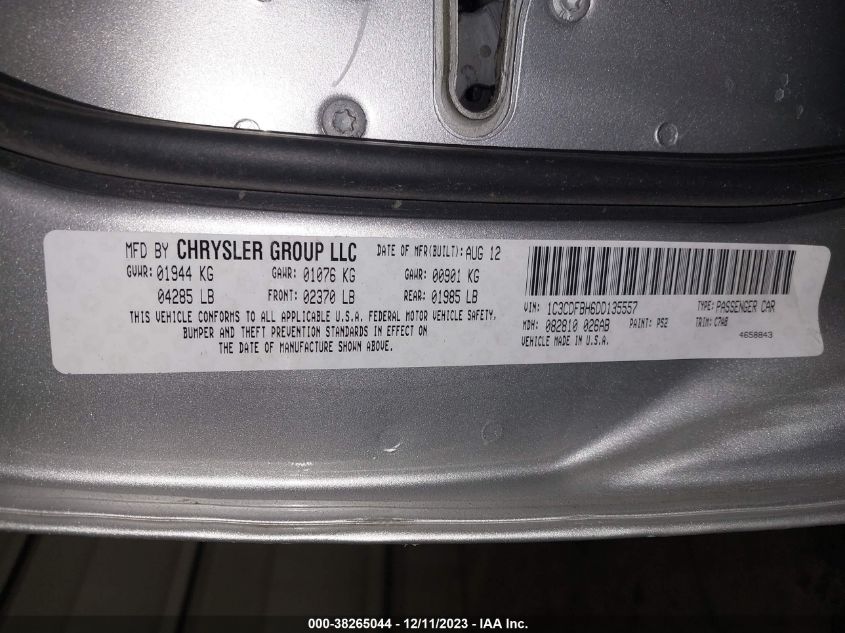 MFD BY CHRYSLER GROUP LLC DATE OF MFR(BUILT): AUG 12
GVWR: 01944 KG GAWR: 01076 KG GAWR: 00901 KG
04285 LB FRONT: 02370 LB REAR: 01985 LB
THIS VEHICLE CONFORMS TO ALL APPLICABLE U.S.A. FEDERAL MOTOR VEHICLE SAFETY,
BUMPER AND THEFT PREVENTION STANDARDS IN EFFECT ON
THE DATE OF MANUFACTURE SHOWN ABOVE.
VIN: 1C3CDFBH6DD135557 TYPE: PASSENGER CAR
MDH: 082810 026AB PAINT: PS2 TRIM: C7A8
VEHICLE MADE IN U.S.A. 4658843
000-38265044 - 12/11/2023 - IAA Inc.